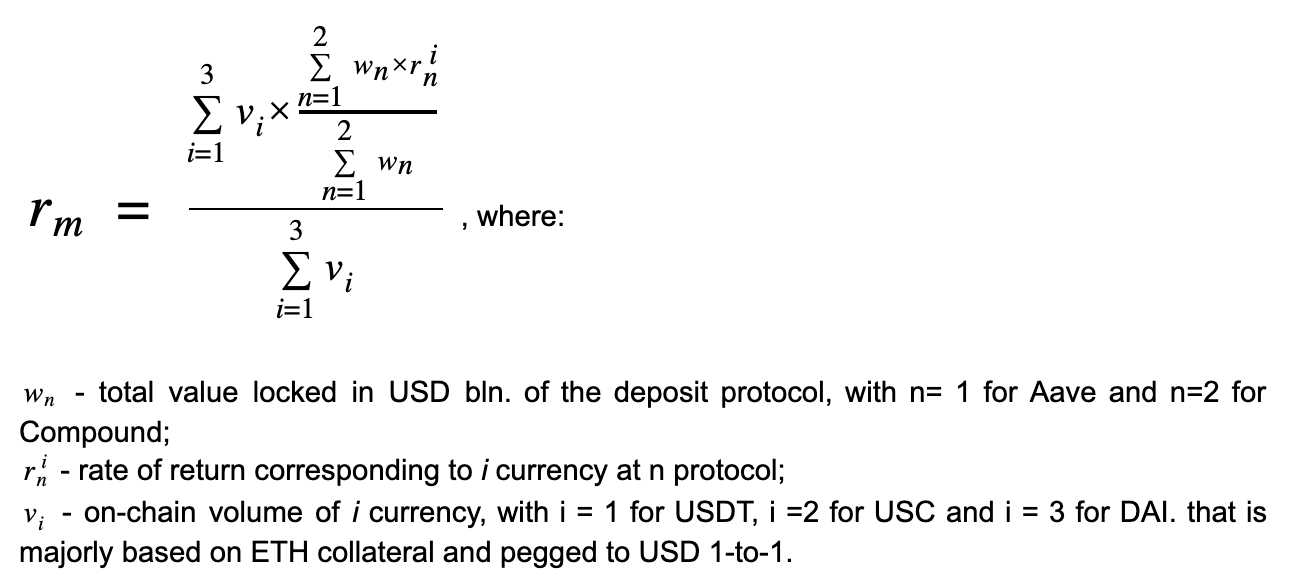 r_m = \frac{\sum_{i=1}^{3} v_i \times \frac{\sum_{n=1}^{2} w_n \times r_n^i}{\sum_{n=1}^{2} w_n}}{\sum_{i=1}^{3} v_i} , where:
w_n - total value locked in USD bln. of the deposit protocol, with n= 1 for Aave and n=2 for
Compound;
r_n^i - rate of return corresponding to i currency at n protocol;
v_i - on-chain volume of i currency, with i = 1 for USDT, i =2 for USC and i = 3 for DAI. that is
majorly based on ETH collateral and pegged to USD 1-to-1.